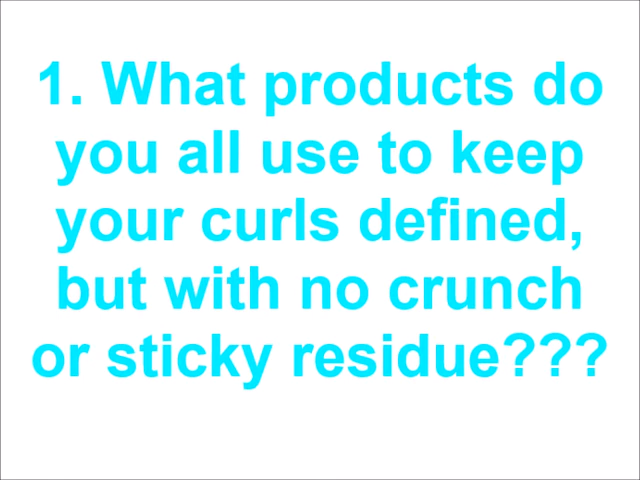 1. What products do
you all use to keep
your curls defined,
but with no crunch
or sticky residue???